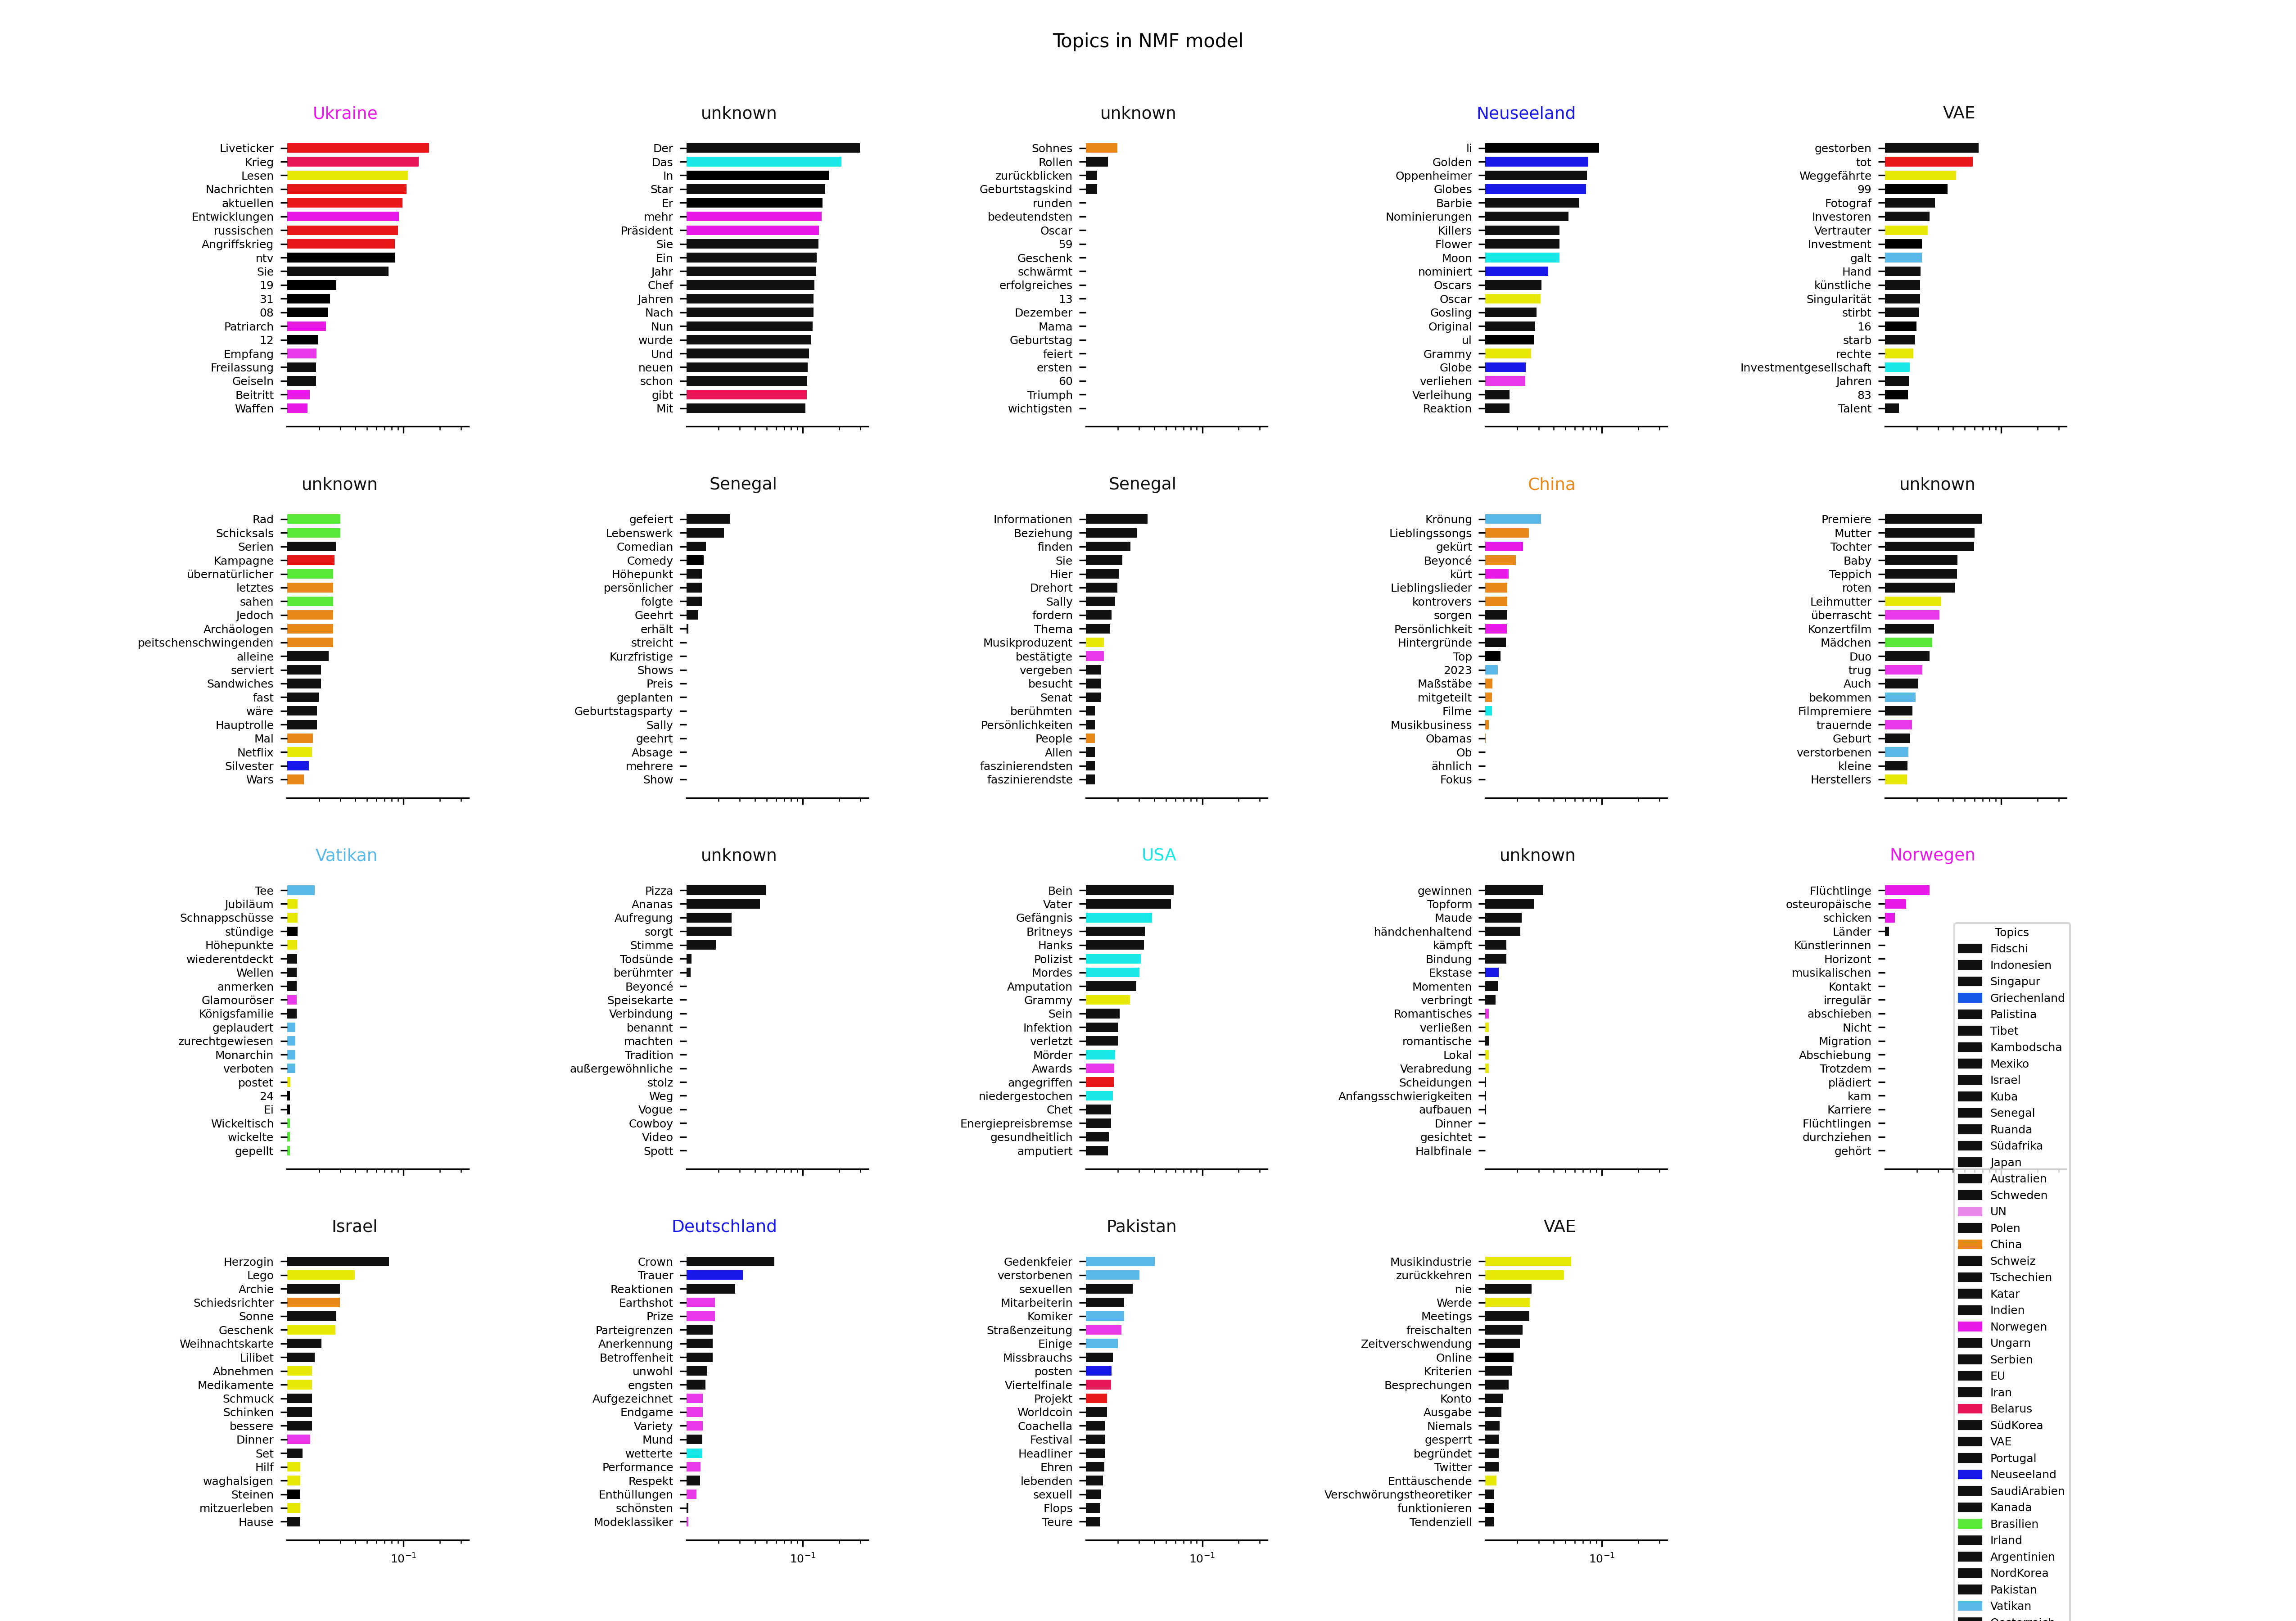 Topics in NMF model
Ukraine
Liveticker
Krieg
Lesen
Nachrichten
aktuellen
Entwicklungen
russischen
Angriffskrieg
ntv
Sie
19
31
08
Patriarch
12
Empfang
Freilassung
Geiseln
Beitritt
Waffen
unknown
Der
Das
In
Star
Er
mehr
Präsident
Sie
Ein
Jahr
Chef
Jahren
Nach
Nun
wurde
Und
neuen
schon
gibt
Mit
unknown
Sohnes
Rollen
zurückblicken
Geburtstagskind
runden
bedeutendsten
Oscar
59
Geschenk
schwärmt
erfolgreiches
13
Dezember
Mama
Geburtstag
feiert
ersten
60
Triumph
wichtigsten
Neuseeland
li
Golden
Oppenheimer
Globes
Barbie
Nominierungen
Killers
Flower
Moon
nominiert
Oscars
Oscar
Gosling
Original
ul
Grammy
Globe
verliehen
Verleihung
Reaktion
VAE
gestorben
tot
Weggefährte
99
Fotograf
Investoren
Vertrauter
Investment
galt
Hand
künstliche
Singularität
stirbt
16
starb
rechte
Investmentgesellschaft
Jahren
83
Talent
unknown
Rad
Schicksals
Serien
Kampagne
übernatürlicher
letztes
sahen
Jedoch
Archäologen
peitschenschwingenden
alleine
serviert
Sandwiches
fast
wäre
Hauptrolle
Mal
Netflix
Silvester
Wars
Senegal
gefeiert
Lebenswerk
Comedian
Comedy
Höhepunkt
persönlicher
folgte
Geehrt
erhält
streicht
Kurzfristige
Shows
Preis
geplanten
Geburtstagsparty
Sally
geehrt
Absage
mehrere
Show
Senegal
Informationen
Beziehung
finden
Sie
Hier
Drehort
Sally
fordern
Thema
Musikproduzent
bestätigte
vergeben
besucht
Senat
berühmten
Persönlichkeiten
People
Allen
faszinierendsten
faszinierendste
China
Krönung
Lieblingssongs
gekürt
Beyoncé
kürt
Lieblingslieder
kontrovers
sorgen
Persönlichkeit
Hintergründe
Top
2023
Maßstäbe
mitgeteilt
Filme
Musikbusiness
Obamas
Ob
ähnlich
Fokus
unknown
Premiere
Mutter
Tochter
Baby
Teppich
roten
Leihmutter
überrascht
Konzertfilm
Mädchen
Duo
trug
Auch
bekommen
Filmpremiere
trauernde
Geburt
verstorbenen
kleine
Herstellers
Vatikan
Tee
Jubiläum
Schnappschüsse
stündige
Höhepunkte
wiederentdeckt
Wellen
anmerken
Glamouröser
Königsfamilie
geplaudert
zurechtgewiesen
Monarchin
verboten
postet
24
Ei
Wickeltisch
wickelte
gepellt
unknown
Pizza
Ananas
Aufregung
sorgt
Stimme
Todsünde
berühmter
Beyoncé
Speisekarte
Verbindung
benannt
machten
Tradition
außergewöhnliche
stolz
Weg
Vogue
Cowboy
Video
Spott
USA
Bein
Vater
Gefängnis
Britneys
Hanks
Polizist
Mordes
Amputation
Grammy
Sein
Infektion
verletzt
Mörder
Awards
angegriffen
niedergestochen
Chet
Energiepreisbremse
gesundheitlich
amputiert
unknown
gewinnen
Topform
Maude
händchenhaltend
kämpft
Bindung
Ekstase
Momenten
verbringt
Romantisches
verließen
romantische
Lokal
Verabredung
Scheidungen
Anfangsschwierigkeiten
aufbauen
Dinner
gesichtet
Halbfinale
Norwegen
Flüchtlinge
osteuropäische
schicken
Länder
Künstlerinnen
Horizont
musikalischen
Kontakt
irregulär
abschieben
Nicht
Migration
Abschiebung
Trotzdem
plädiert
kam
Karriere
Flüchtlingen
durchziehen
gehört
Topics
Fidschi
Indonesien
Singapur
Griechenland
Palistina
Tibet
Kambodscha
Mexiko
Israel
Kuba
Senegal
Ruanda
Südafrika
Japan
Australien
Schweden
UN
Polen
China
Schweiz
Tschechien
Katar
Indien
Norwegen
Ungarn
Serbien
EU
Iran
Belarus
SüdKorea
VAE
Portugal
Neuseeland
SaudiArabien
Kanada
Brasilien
Irland
Argentinien
NordKorea
Pakistan
Vatikan
Israel
Herzogin
Lego
Archie
Schiedsrichter
Sonne
Geschenk
Weihnachtskarte
Lilibet
Abnehmen
Medikamente
Schmuck
Schinken
bessere
Dinner
Set
Hilf
waghalsigen
Steinen
mitzuerleben
Hause
10⁻¹
Deutschland
Crown
Trauer
Reaktionen
Earthshot
Prize
Parteigrenzen
Anerkennung
Betroffenheit
unwohl
engsten
Aufgezeichnet
Endgame
Variety
Mund
wetterte
Performance
Respekt
Enthüllungen
schönsten
Modeklassiker
10⁻¹
Pakistan
Gedenkfeier
verstorbenen
sexuellen
Mitarbeiterin
Komiker
Straßenzeitung
Einige
Missbrauchs
posten
Viertelfinale
Projekt
Worldcoin
Coachella
Festival
Headliner
Ehren
lebenden
sexuell
Flops
Teure
10⁻¹
VAE
Musikindustrie
zurückkehren
nie
Werde
Meetings
freischalten
Zeitverschwendung
Online
Kriterien
Besprechungen
Konto
Ausgabe
Niemals
gesperrt
begründet
Twitter
Enttäuschende
Verschwörungstheoretiker
funktionieren
Tendenziell
10⁻¹